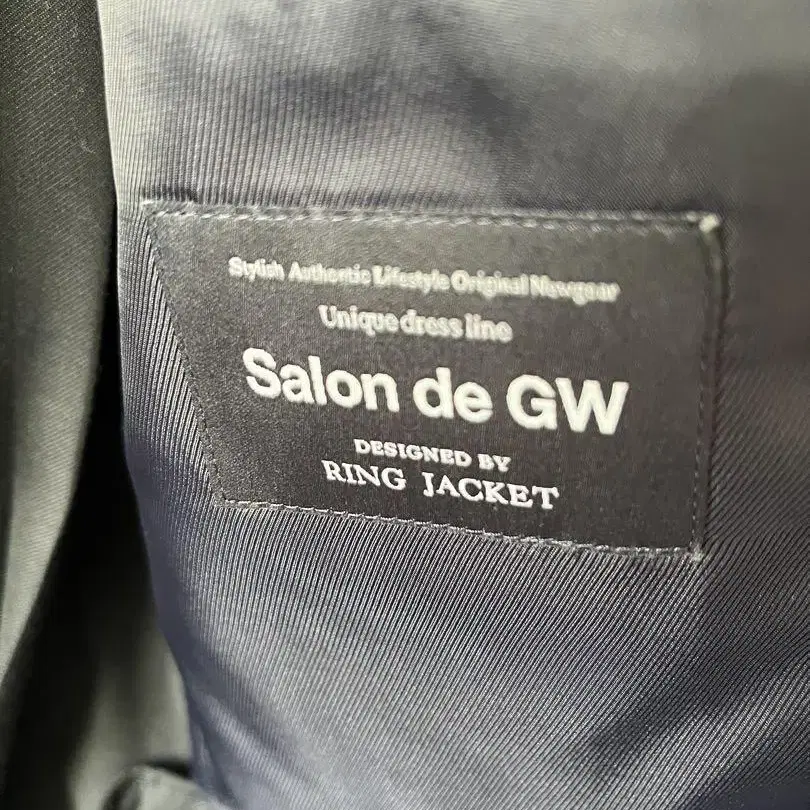 Stylish Authentic Lifestyle Original Newgear
Unique dress line
Salon de GW
DESIGNED BY
RING JACKET